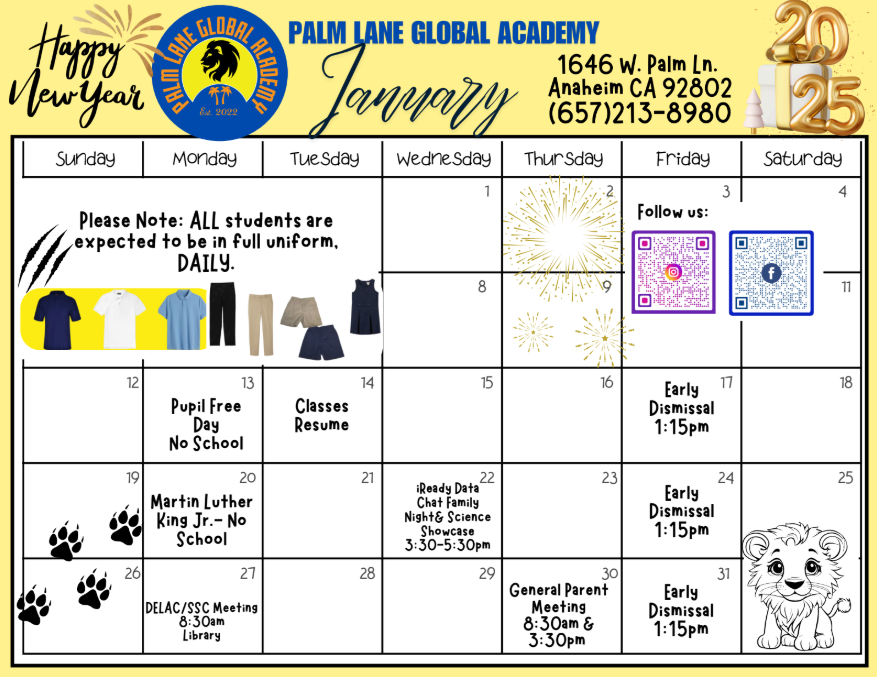 Happy
New Year
PALM LANE GLOBAL ACADEMY
Est. 2022
PALM LANE GLOBAL ACADEMY
January
1646 W. Palm Ln.
Anaheim CA 92802
(657)213-8980
2025
Sunday Monday Tuesday Wednesday Thursday Friday Saturday
1 2 3 4
Please Note: ALL students are
expected to be in full uniform,
DAILY.
Follow us:
8 9 11
12 13 14 15 16 17 18
Pupil Free
Day
No School
Classes
Resume
Early
Dismissal
1:15pm
19 20 21 22 23 24 25
Martin Luther
King Jr.- No
School
iReady Data
Chat Family
Night& Science
Showcase
3:30-5:30pm
Early
Dismissal
1:15pm
26 27 28 29 30 31
DELAC/SSC Meeting
8:30am
Library
General Parent
Meeting
8:30am &
3:30pm
Early
Dismissal
1:15pm